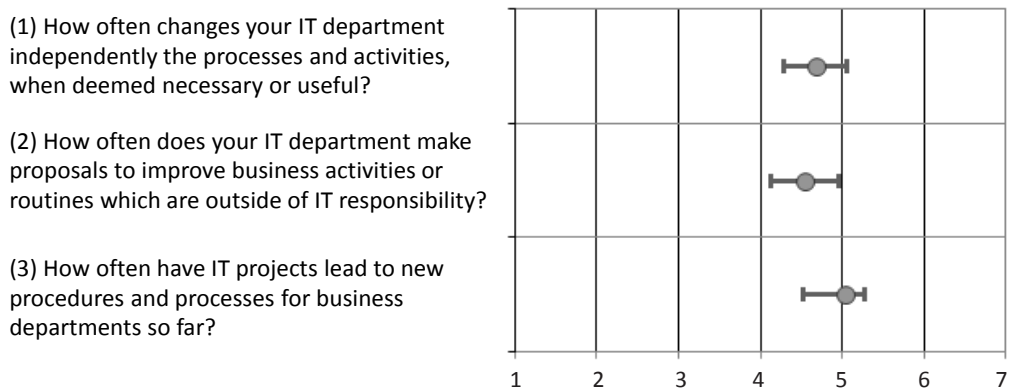 (1) How often changes your IT department
independently the processes and activities,
when deemed necessary or useful?
(2) How often does your IT department make
proposals to improve business activities or
routines which are outside of IT responsibility?
(3) How often have IT projects lead to new
procedures and processes for business
departments so far?
1 2 3 4 5 6 7